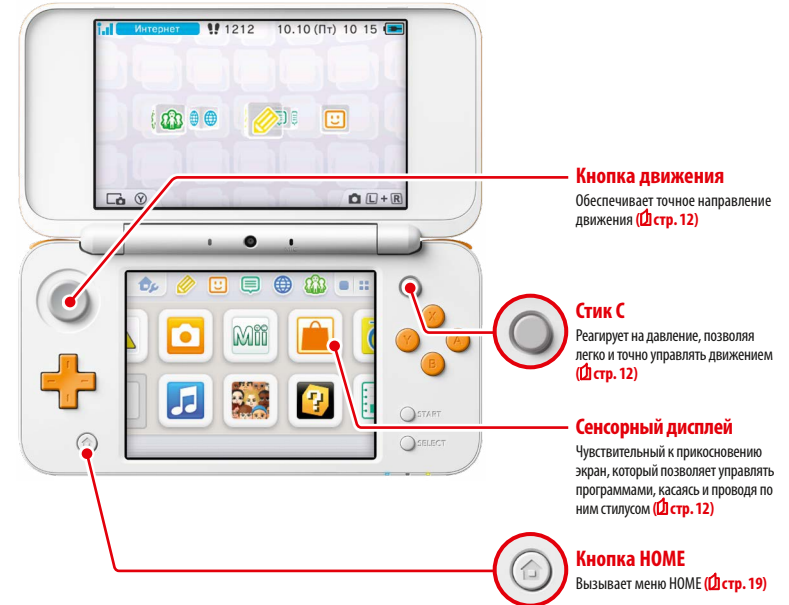 Интернет 1212 10.10 (Пт) 10 15
Y L + R
Mii
X
Y A
B
START
SELECT
Кнопка движения
Обеспечивает точное направление
движения (стр. 12)
Стик C
Реагирует на давление, позволяя
легко и точно управлять движением
(стр. 12)
Сенсорный дисплей
Чувствительный к прикосновению
экран, который позволяет управлять
программами, касаясь и проводя по
ним стилусом (стр. 12)
Кнопка HOME
Вызывает меню HOME (стр. 19)